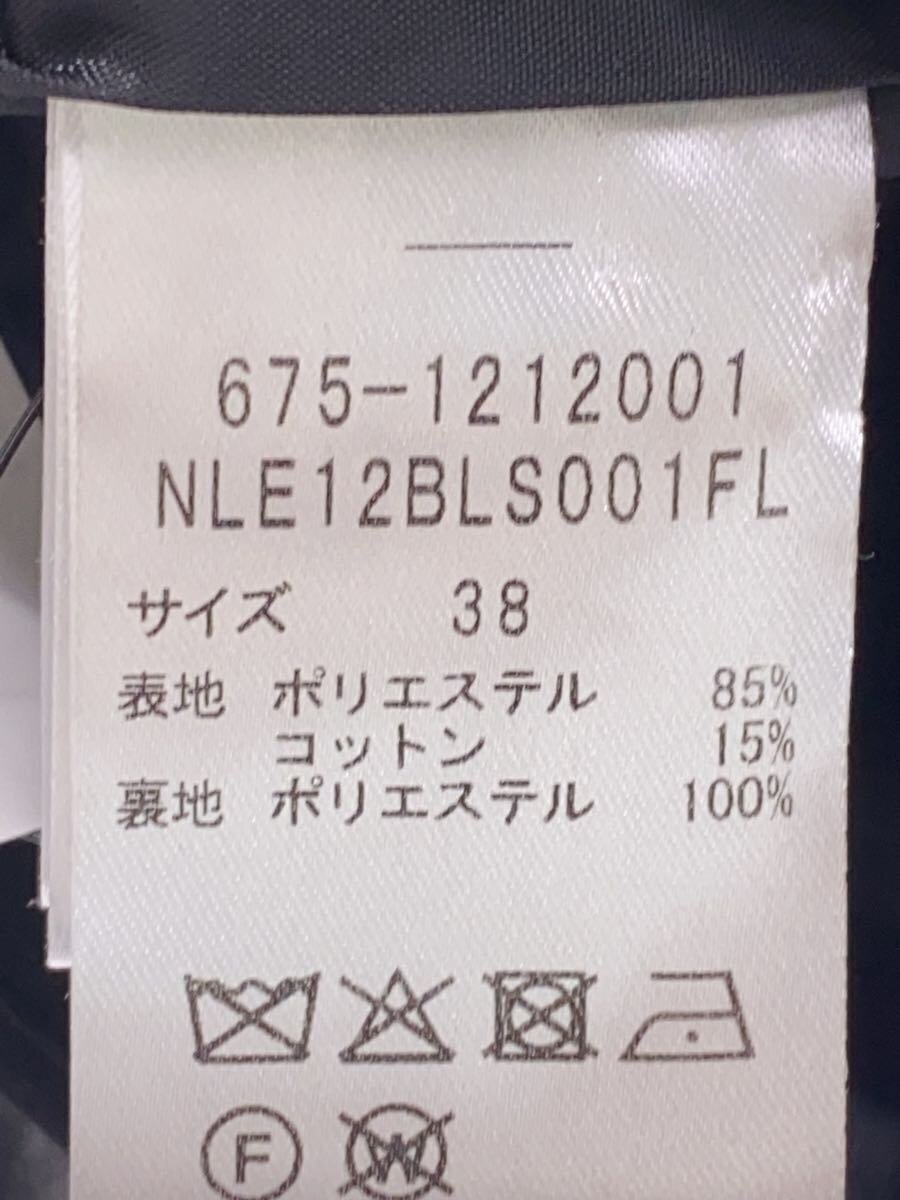 675-1212001
NLE12BLS001FL
サイズ 38
表地 ポリエステル 85%
コットン 15%
裏地 ポリエステル 100%
F W